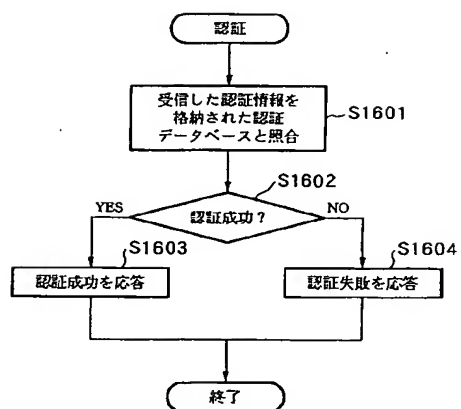 認証
受信した認証情報を
格納された認証
データベースと照合
S1601
S1602
認証成功？
YES
NO
S1603
認証成功を応答
S1604
認証失敗を応答
終了